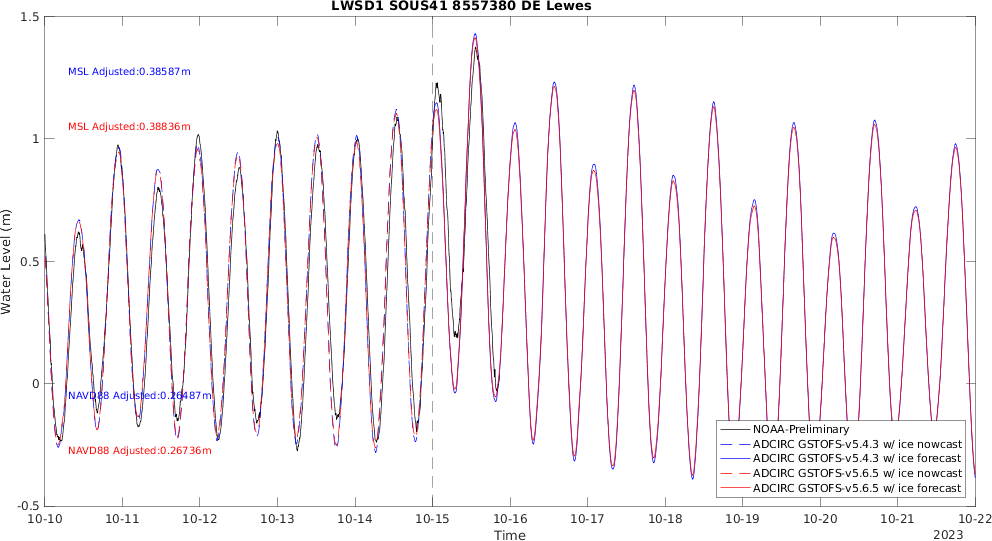 LWSD1 SOUS41 8557380 DE Lewes
1.5
1
0.5
0
-0.5
Water Level (m)
MSL Adjusted:0.38587m
MSL Adjusted:0.38836m
NAVD88 Adjusted:0.26487m
NAVD88 Adjusted:0.26736m
NOAA-Preliminary
ADCIRC GSTOFS-v5.4.3 w/ ice nowcast
ADCIRC GSTOFS-v5.4.3 w/ ice forecast
ADCIRC GSTOFS-v5.6.5 w/ ice nowcast
ADCIRC GSTOFS-v5.6.5 w/ ice forecast
10-10 10-11 10-12 10-13 10-14 10-15 10-16 10-17 10-18 10-19 10-20 10-21 10-22
Time
2023